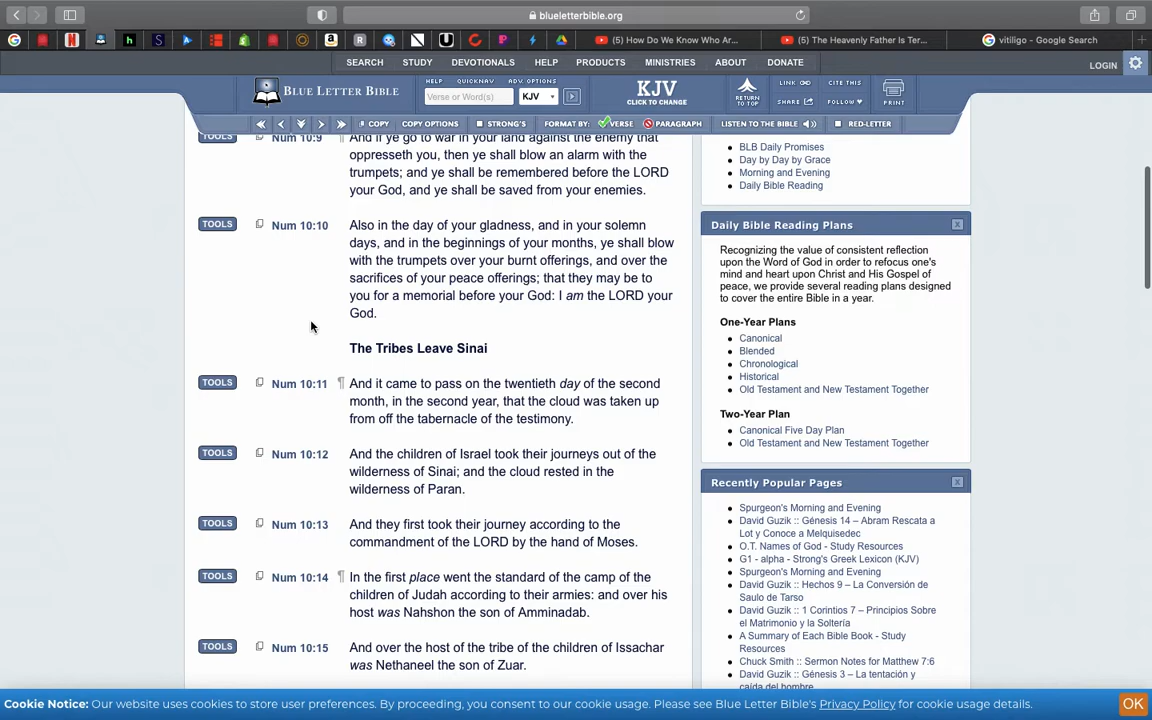 blueletterbible.org
(5) How Do We Know Who Ar...
(5) The Heavenly Father Is Ter...
vitiligo - Google Search
SEARCH STUDY DEVOTIONALS HELP PRODUCTS MINISTRIES ABOUT DONATE
LOGIN
BLUE LETTER BIBLE
HELP QUICKNAV ADV. OPTIONS
Verse or Word(s) KJV
KJV
CLICK TO CHANGE
RETURN
TO TOP
LINK CITE THIS
SHARE FOLLOW
PRINT
COPY COPY OPTIONS STRONG'S FORMAT BY: VERSE PARAGRAPH LISTEN TO THE BIBLE RED-LETTER
TOOLS Num 10:9 ¶ And if ye go to war in your land against the enemy that
oppresseth you, then ye shall blow an alarm with the
trumpets; and ye shall be remembered before the LORD
your God, and ye shall be saved from your enemies.
TOOLS Num 10:10 Also in the day of your gladness, and in your solemn
days, and in the beginnings of your months, ye shall blow
with the trumpets over your burnt offerings, and over the
sacrifices of your peace offerings; that they may be to
you for a memorial before your God: I am the LORD your
God.
The Tribes Leave Sinai
TOOLS Num 10:11 ¶ And it came to pass on the twentieth day of the second
month, in the second year, that the cloud was taken up
from off the tabernacle of the testimony.
TOOLS Num 10:12 And the children of Israel took their journeys out of the
wilderness of Sinai; and the cloud rested in the
wilderness of Paran.
TOOLS Num 10:13 And they first took their journey according to the
commandment of the LORD by the hand of Moses.
TOOLS Num 10:14 ¶ In the first place went the standard of the camp of the
children of Judah according to their armies: and over his
host was Nahshon the son of Amminadab.
TOOLS Num 10:15 And over the host of the tribe of the children of Issachar
was Nethaneel the son of Zuar.
BLB Daily Promises
Day by Day by Grace
Morning and Evening
Daily Bible Reading
Daily Bible Reading Plans
Recognizing the value of consistent reflection
upon the Word of God in order to refocus one's
mind and heart upon Christ and His Gospel of
peace, we provide several reading plans designed
to cover the entire Bible in a year.
One-Year Plans
Canonical
Blended
Chronological
Historical
Old Testament and New Testament Together
Two-Year Plan
Canonical Five Day Plan
Old Testament and New Testament Together
Recently Popular Pages
Spurgeon's Morning and Evening
David Guzik :: Génesis 14 – Abram Rescata a
Lot y Conoce a Melquisedec
O.T. Names of God - Study Resources
G1 - alpha - Strong's Greek Lexicon (KJV)
Spurgeon's Morning and Evening
David Guzik :: Hechos 9 – La Conversión de
Saulo de Tarso
David Guzik :: 1 Corintios 7 – Principios Sobre
el Matrimonio y la Soltería
A Summary of Each Bible Book - Study
Resources
Chuck Smith :: Sermon Notes for Matthew 7:6
David Guzik :: Génesis 3 – La tentación y
caída del hombre
Cookie Notice: Our website uses cookies to store user preferences. By proceeding, you consent to our cookie usage. Please see Blue Letter Bible's Privacy Policy for cookie usage details.
OK